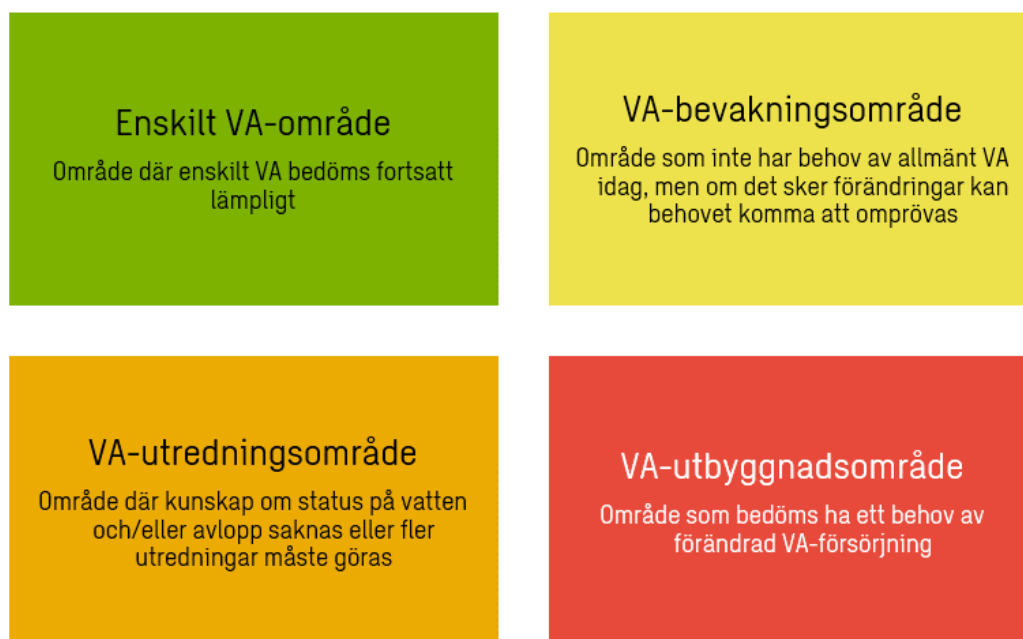 Enskilt VA-område
Område där enskilt VA bedöms fortsatt
lämpligt
VA-bevakningsområde
Område som inte har behov av allmänt VA
idag, men om det sker förändringar kan
behovet komma att omprövas
VA-utredningsområde
Område där kunskap om status på vatten
och/eller avlopp saknas eller fler
utredningar måste göras
VA-utbyggnadsområde
Område som bedöms ha ett behov av
förändrad VA-försörjning